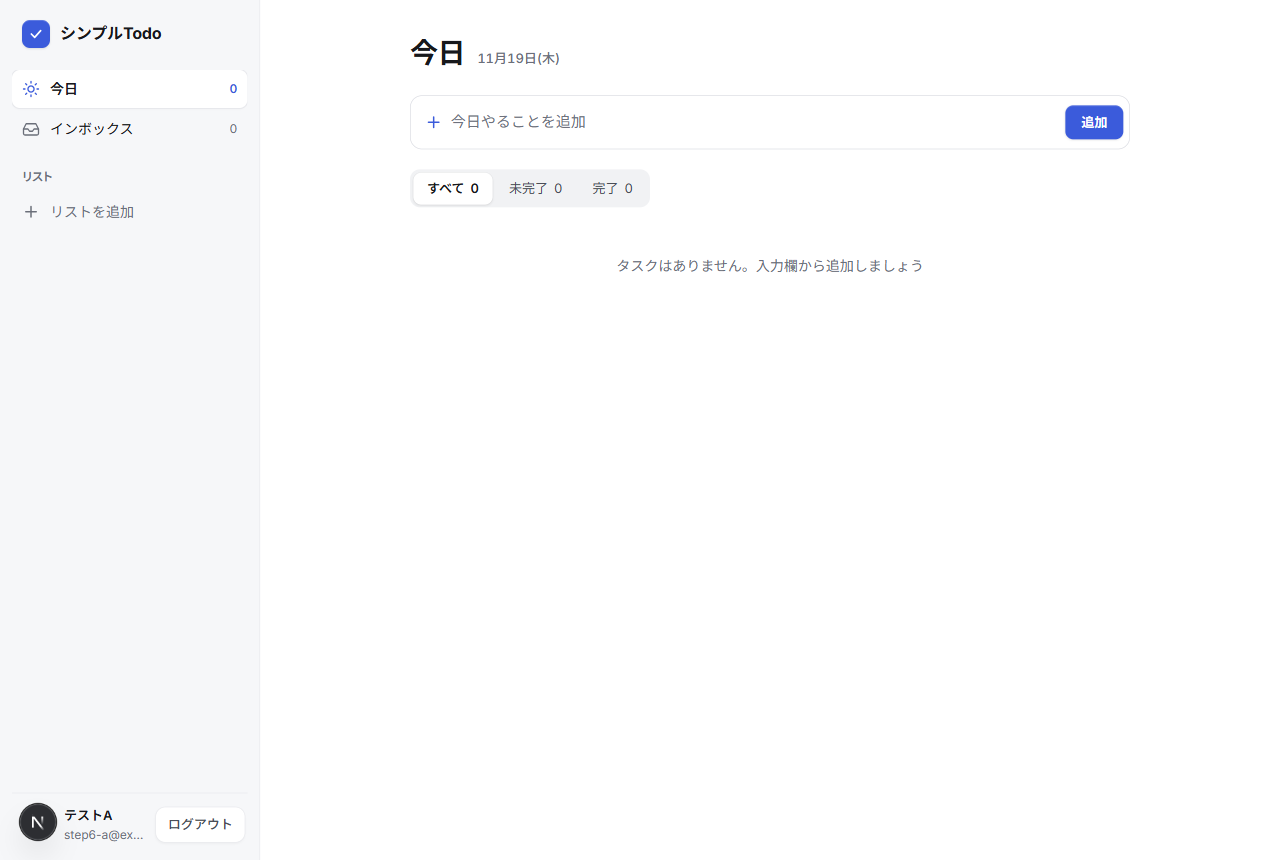 シンプルTodo
今日 0
インボックス 0
リスト
リストを追加
テストA
step6-a@ex...
ログアウト
今日 11月19日(木)
今日やることを追加 追加
すべて 0 未完了 0 完了 0
タスクはありません。入力欄から追加しましょう
N